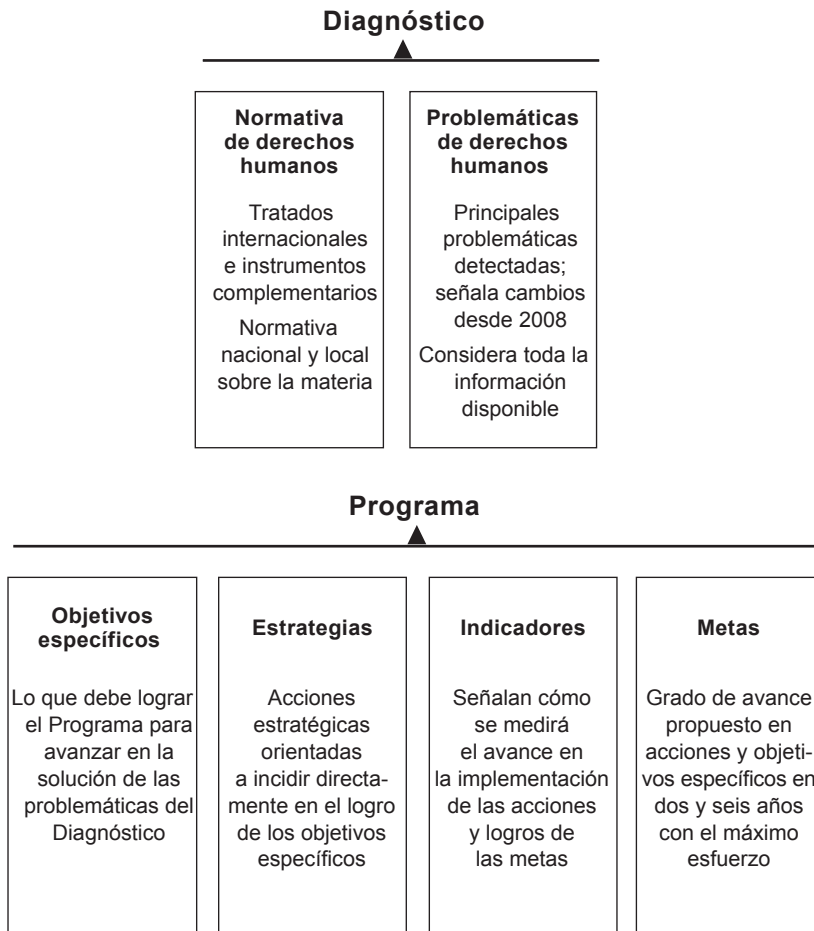 Diagnóstico
Normativa
de derechos
humanos
Tratados
internacionales
e instrumentos
complementarios
Normativa
nacional y local
sobre la materia
Problemáticas
de derechos
humanos
Principales
problemáticas
detectadas;
señala cambios
desde 2008
Considera toda la
información
disponible
Programa
Objetivos
específicos
Lo que debe lograr
el Programa para
avanzar en la
solución de las
problemáticas del
Diagnóstico
Estrategias
Acciones
estratégicas
orientadas
a incidir directa-
mente en el logro
de los objetivos
específicos
Indicadores
Señalan cómo
se medirá
el avance en
la implementación
de las acciones
y logros de
las metas
Metas
Grado de avance
propuesto en
acciones y objeti-
vos específicos en
dos y seis años
con el máximo
esfuerzo